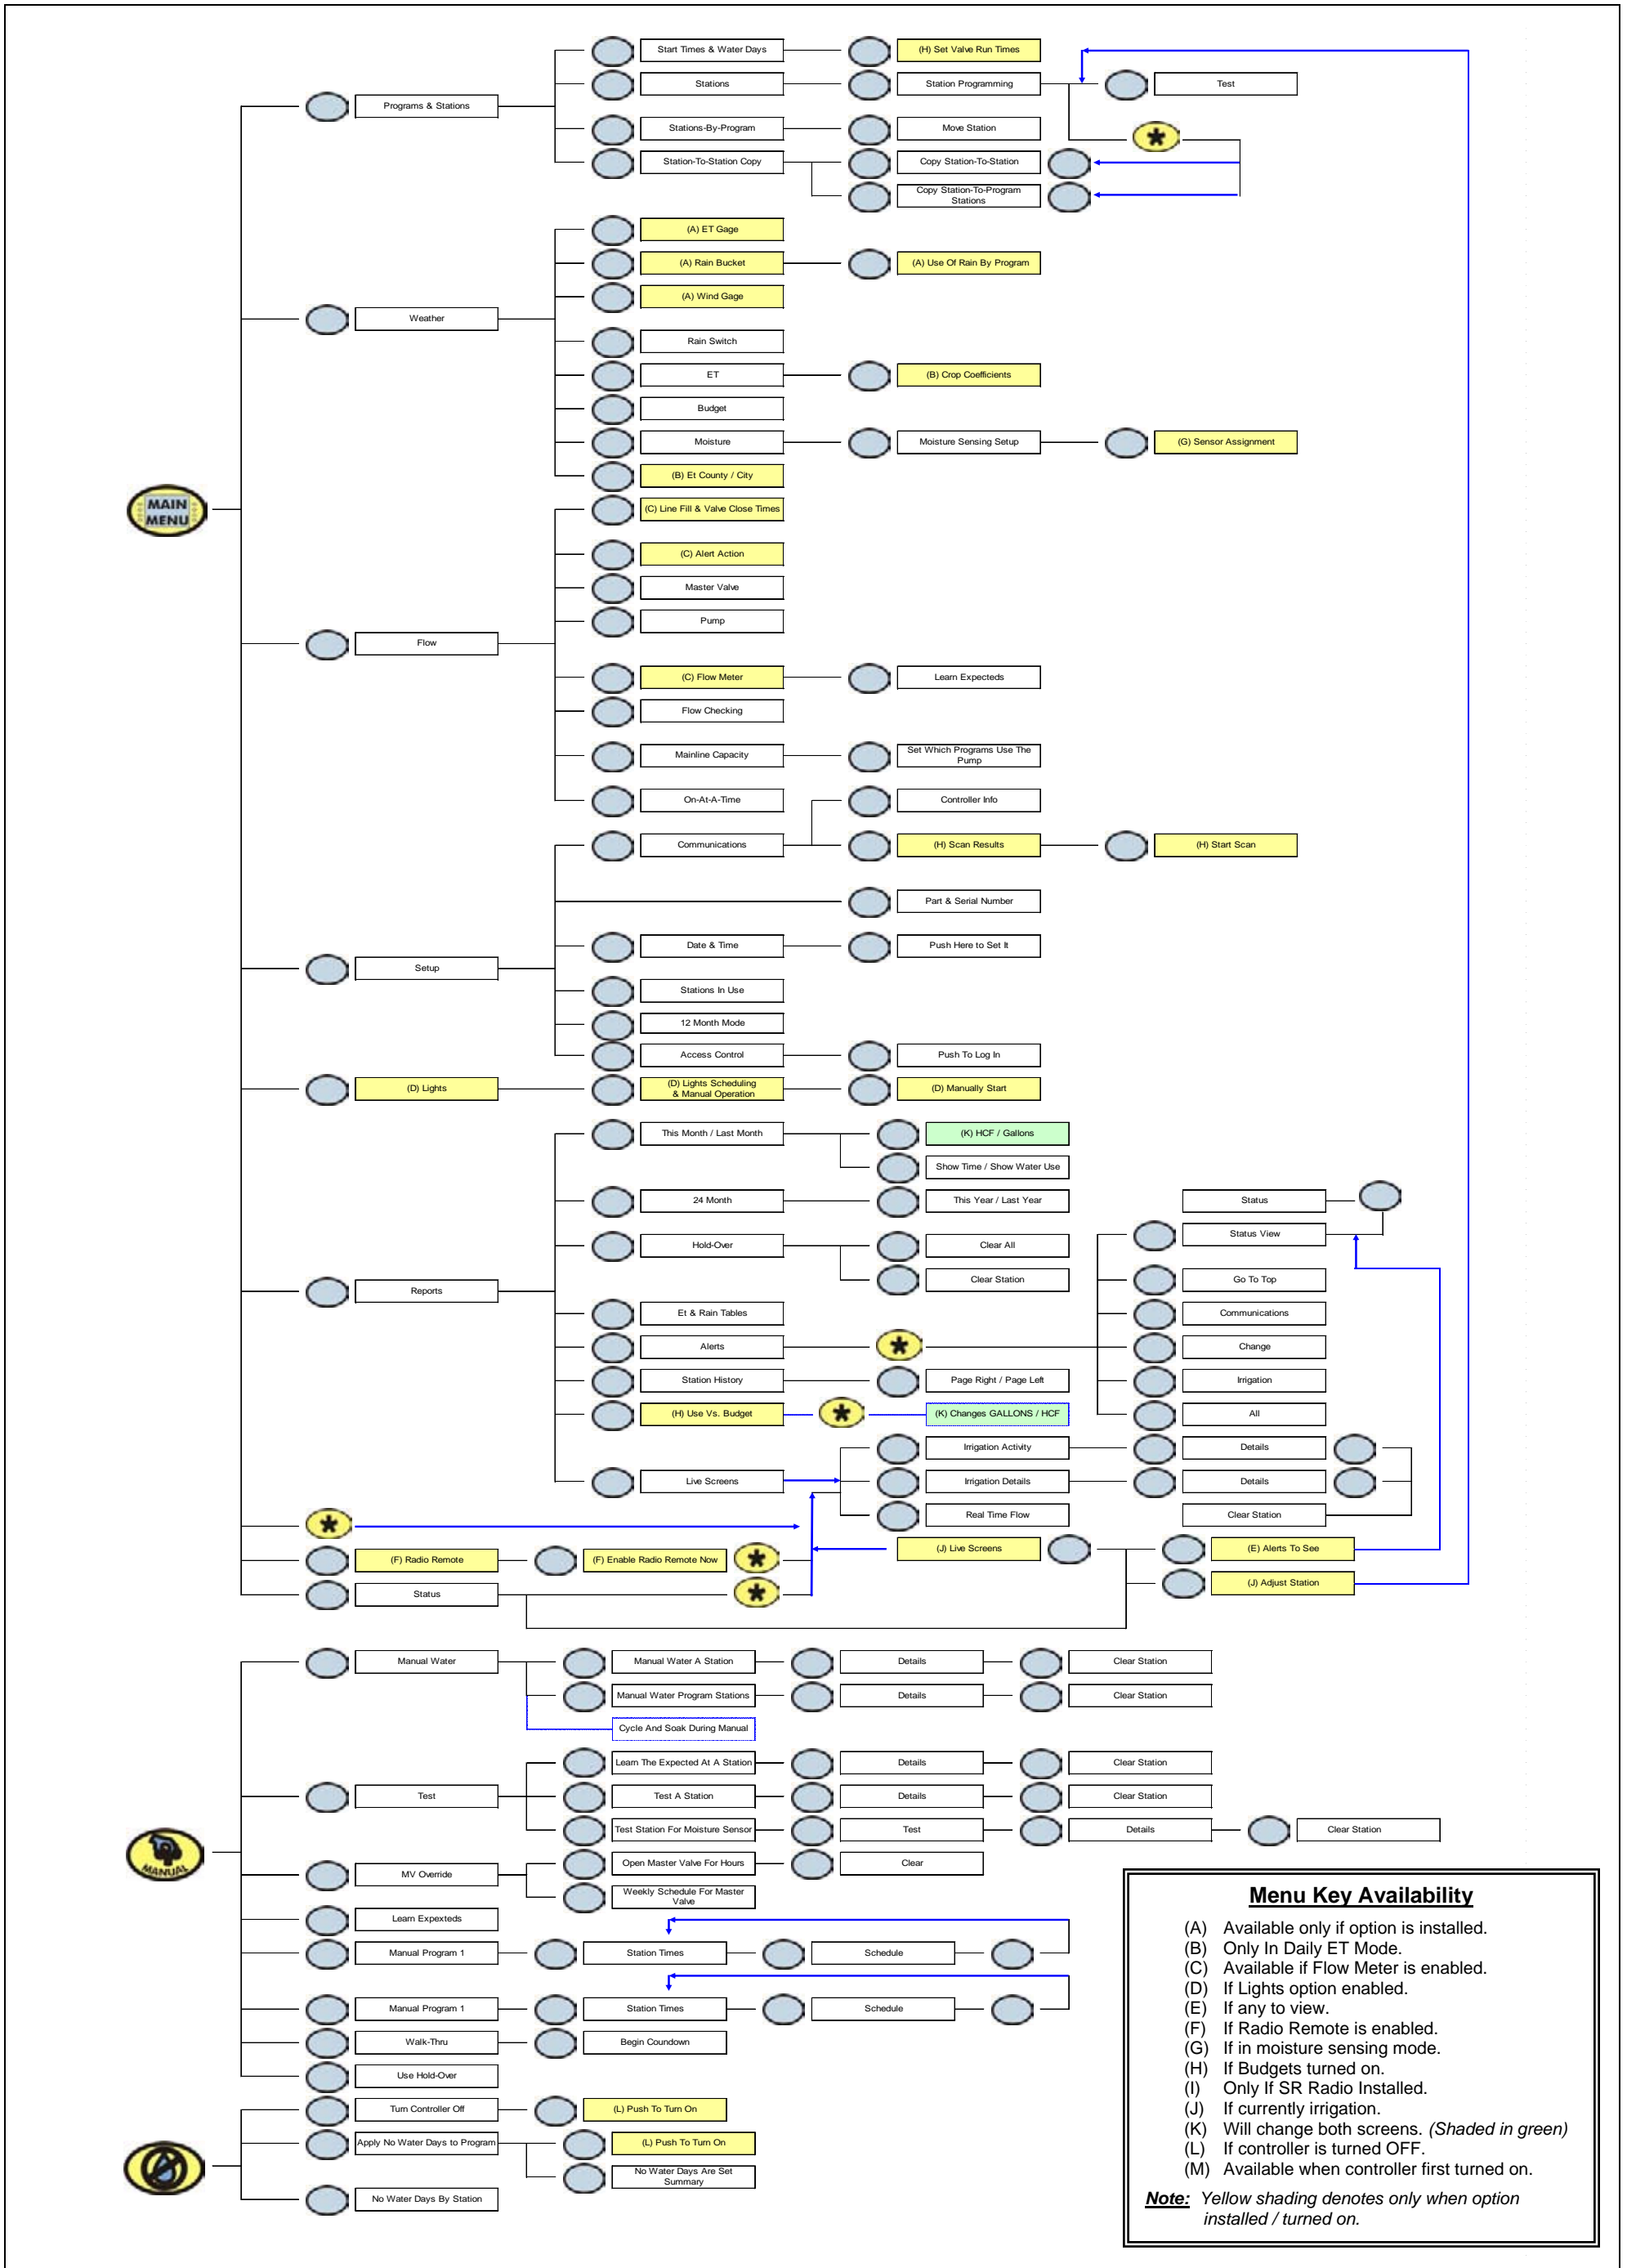 Start Times & Water Days
(H) Set Valve Run Times
Stations
Station Programming
Test
Programs & Stations
Stations-By-Program
Move Station
Station-To-Station Copy
Copy Station-To-Station
Copy Station-To-Program
Stations
(A) ET Gage
(A) Rain Bucket
(A) Use Of Rain By Program
(A) Wind Gage
Weather
Rain Switch
ET
(B) Crop Coefficients
Budget
Moisture
Moisture Sensing Setup
(G) Sensor Assignment
(B) Et County / City
MAIN
MENU
(C) Line Fill & Valve Close Times
(C) Alert Action
Master Valve
Pump
Flow
(C) Flow Meter
Learn Expecteds
Flow Checking
Mainline Capacity
Set Which Programs Use The
Pump
On-At-A-Time
Controller Info
Communications
(H) Scan Results
(H) Start Scan
Part & Serial Number
Date & Time
Push Here to Set It
Setup
Stations In Use
12 Month Mode
Access Control
Push To Log In
(D) Lights
(D) Lights Scheduling
& Manual Operation
(D) Manually Start
This Month / Last Month
(K) HCF / Gallons
Show Time / Show Water Use
24 Month
This Year / Last Year
Status
Status View
Hold-Over
Clear All
Clear Station
Go To Top
Reports
Et & Rain Tables
Communications
Alerts
Change
Station History
Page Right / Page Left
Irrigation
(H) Use Vs. Budget
(K) Changes GALLONS / HCF
All
Irrigation Activity
Details
Live Screens
Irrigation Details
Details
Real Time Flow
Clear Station
(J) Live Screens
(E) Alerts To See
(F) Radio Remote
(F) Enable Radio Remote Now
(J) Adjust Station
Status
Manual Water
Manual Water A Station
Details
Clear Station
Manual Water Program Stations
Details
Clear Station
Cycle And Soak During Manual
Learn The Expected At A Station
Details
Clear Station
Test
Test A Station
Details
Clear Station
Test Station For Moisture Sensor
Test
Details
Clear Station
MANUAL
MV Override
Open Master Valve For Hours
Clear
Weekly Schedule For Master
Valve
Learn Expexteds
Manual Program 1
Station Times
Schedule
Manual Program 1
Station Times
Schedule
Walk-Thru
Begin Coundown
Use Hold-Over
Turn Controller Off
(L) Push To Turn On
Apply No Water Days to Program
(L) Push To Turn On
No Water Days Are Set
Summary
No Water Days By Station
Menu Key Availability
(A) Available only if option is installed.
(B) Only In Daily ET Mode.
(C) Available if Flow Meter is enabled.
(D) If Lights option enabled.
(E) If any to view.
(F) If Radio Remote is enabled.
(G) If in moisture sensing mode.
(H) If Budgets turned on.
(I) Only If SR Radio Installed.
(J) If currently irrigation.
(K) Will change both screens. (Shaded in green)
(L) If controller is turned OFF.
(M) Available when controller first turned on.
Note: Yellow shading denotes only when option
installed / turned on.